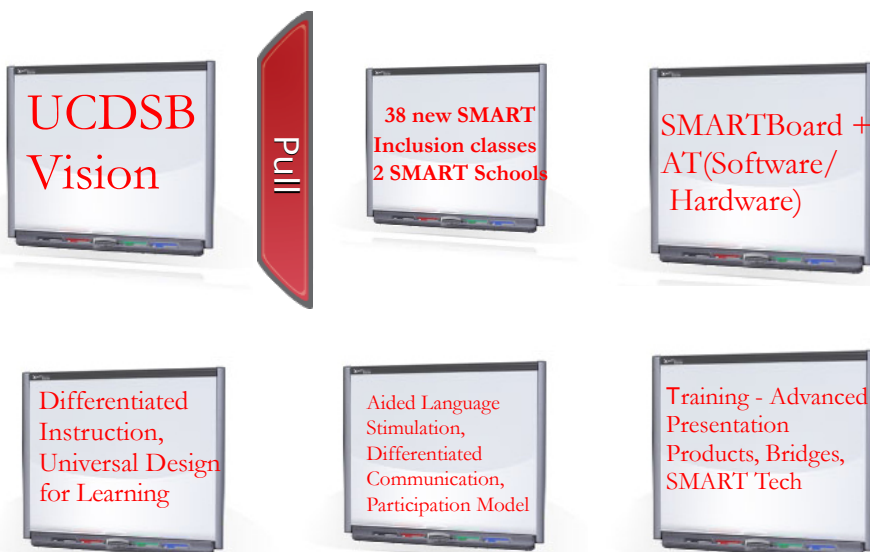 UCDSB
Vision
Pull
38 new SMART
Inclusion classes
2 SMART Schools
SMARTBoard +
AT(Software/
Hardware)
Differentiated
Instruction,
Universal Design
for Learning
Aided Language
Stimulation,
Differentiated
Communication,
Participation Model
Training - Advanced
Presentation
Products, Bridges,
SMART Tech